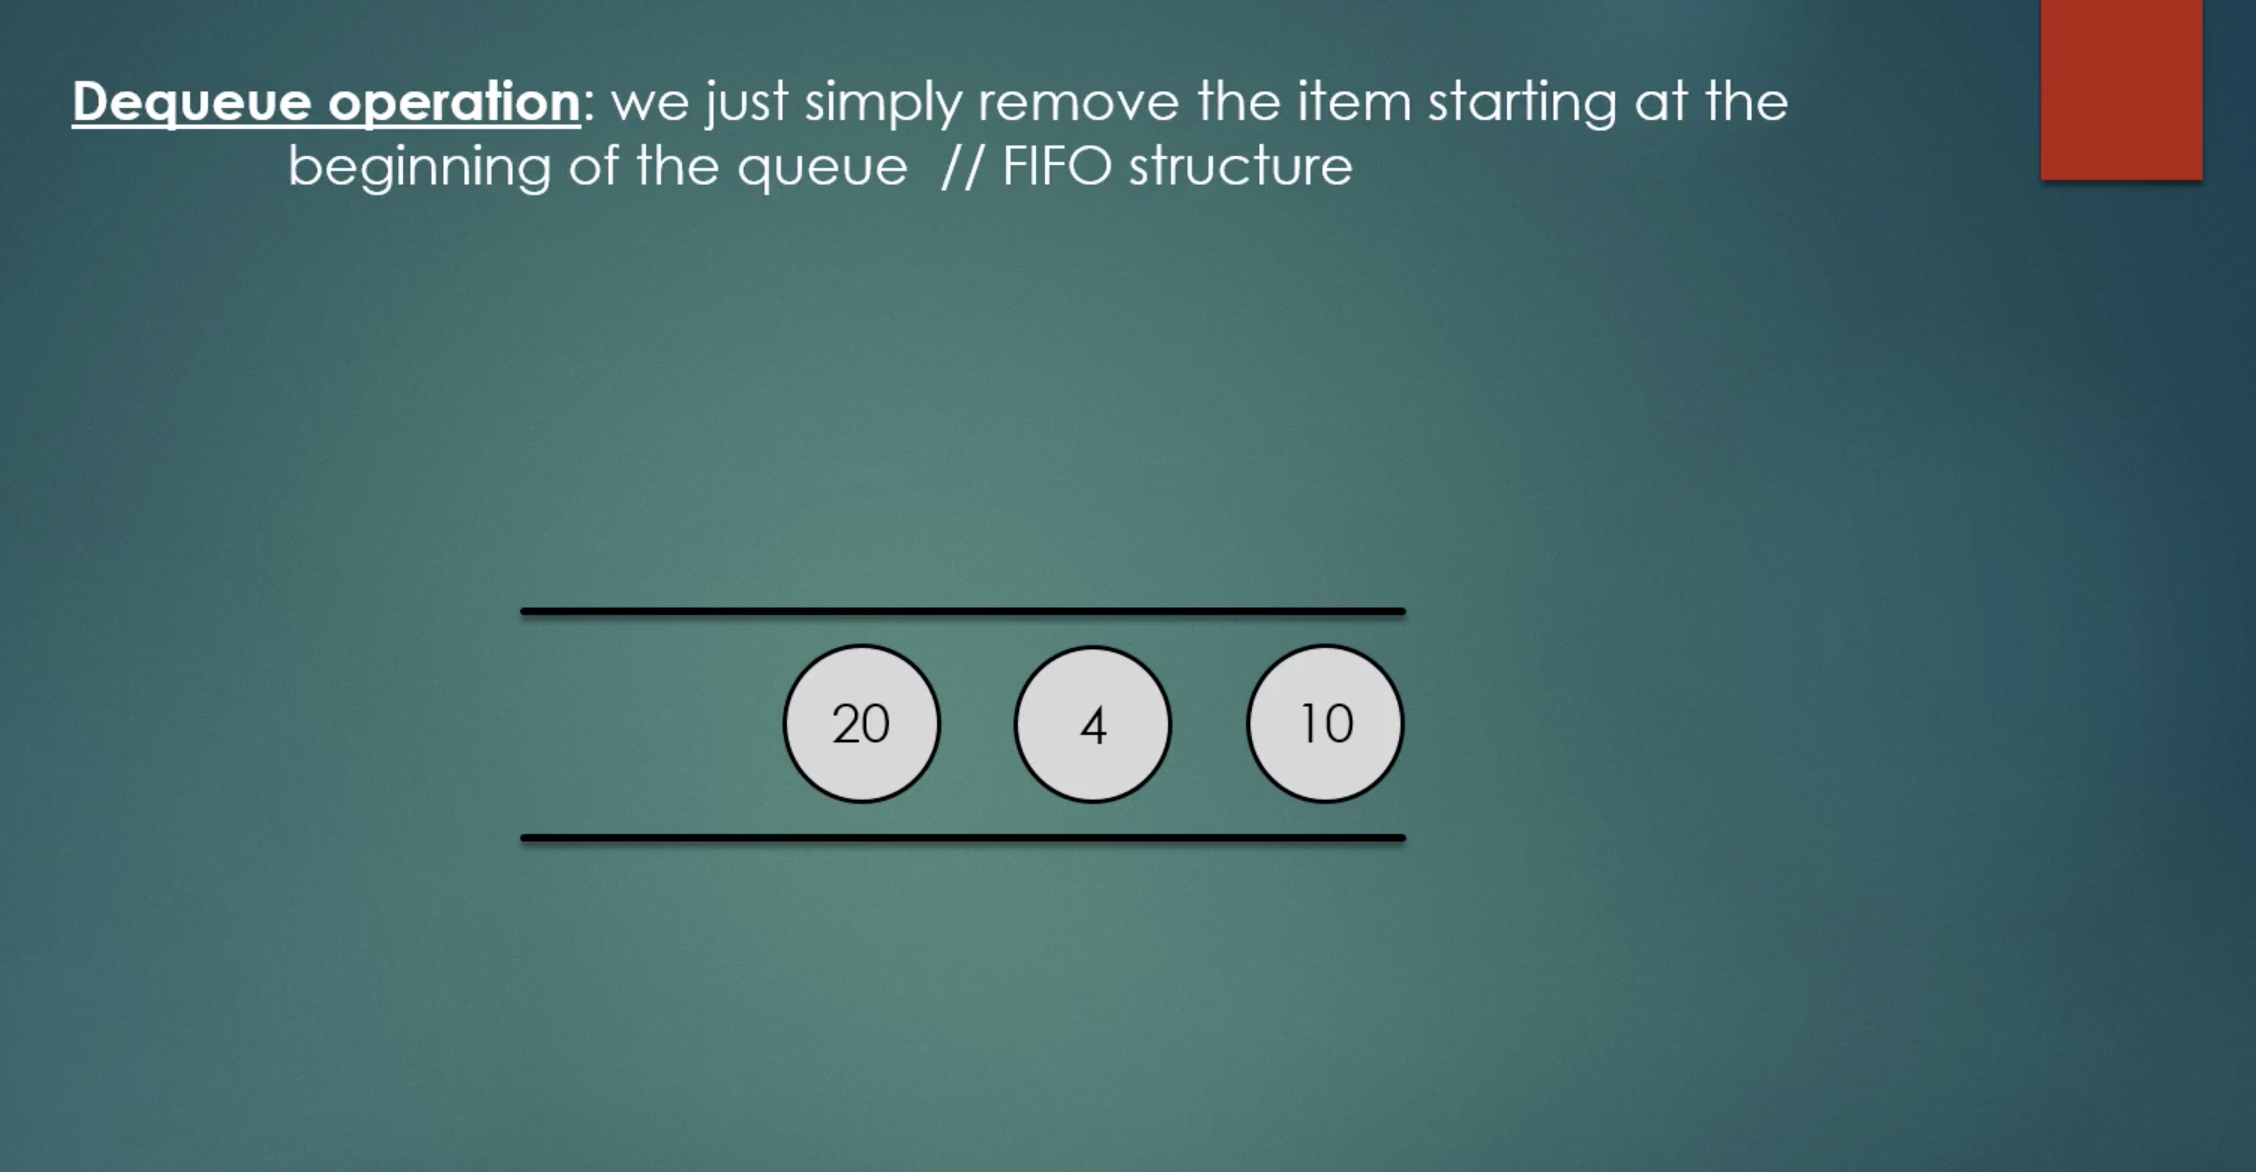 Dequeue operation: we just simply remove the item starting at the
beginning of the queue // FIFO structure
20 4 10